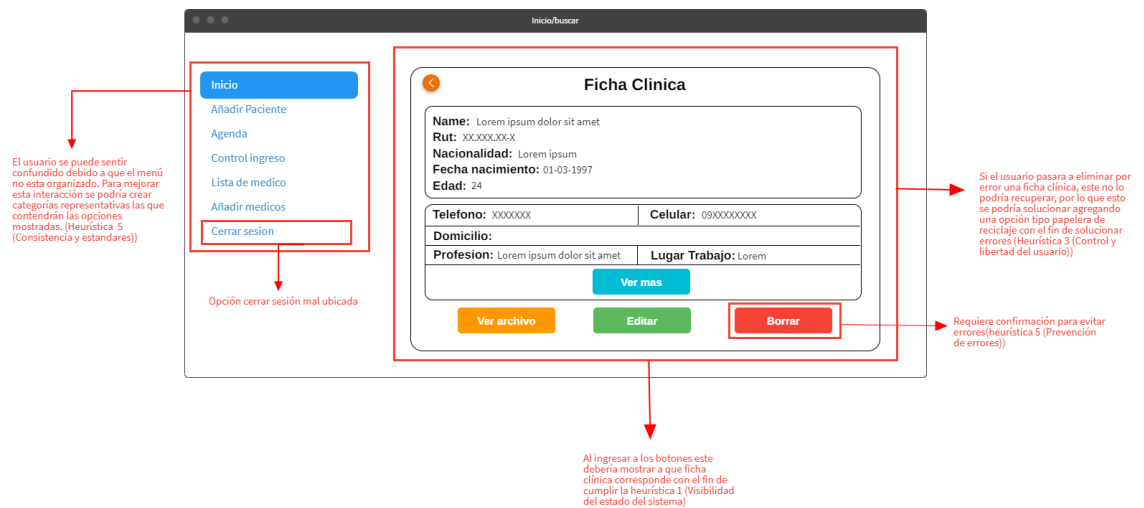 Inicio/buscar
Inicio
Añadir Paciente
Agenda
Control ingreso
Lista de medico
Añadir medicos
Cerrar sesion
Ficha Clinica
Name: Lorem ipsum dolor sit amet
Rut: XX.XXX.XX-X
Nacionalidad: Lorem ipsum
Fecha nacimiento: 01-03-1997
Edad: 24
Telefono: XXXXXXX
Celular: 09XXXXXXXX
Domicilio:
Profesion: Lorem ipsum dolor sit amet
Lugar Trabajo: Lorem
Ver mas
Ver archivo
Editar
Borrar
El usuario se puede sentir
confundido debido a que el menú
no esta organizado. Para mejorar
esta interacción se podría crear
categorías representativas las que
contendrán las opciones
mostradas. (Heurística 5
(Consistencia y estandares))
Opción cerrar sesión mal ubicada
Si el usuario pasara a eliminar por
error una ficha clínica, este no lo
podría recuperar, por lo que esto
se podría solucionar agregando
una opción tipo papelera de
reciclaje con el fin de solucionar
errores (Heurística 3 (Control y
libertad del usuario))
Requiere confirmación para evitar
errores(heurística 5 (Prevención
de errores))
Al ingresar a los botones este
debería mostrar a que ficha
clínica corresponde con el fin de
cumplir la heurística 1 (Visibilidad
del estado del sistema)